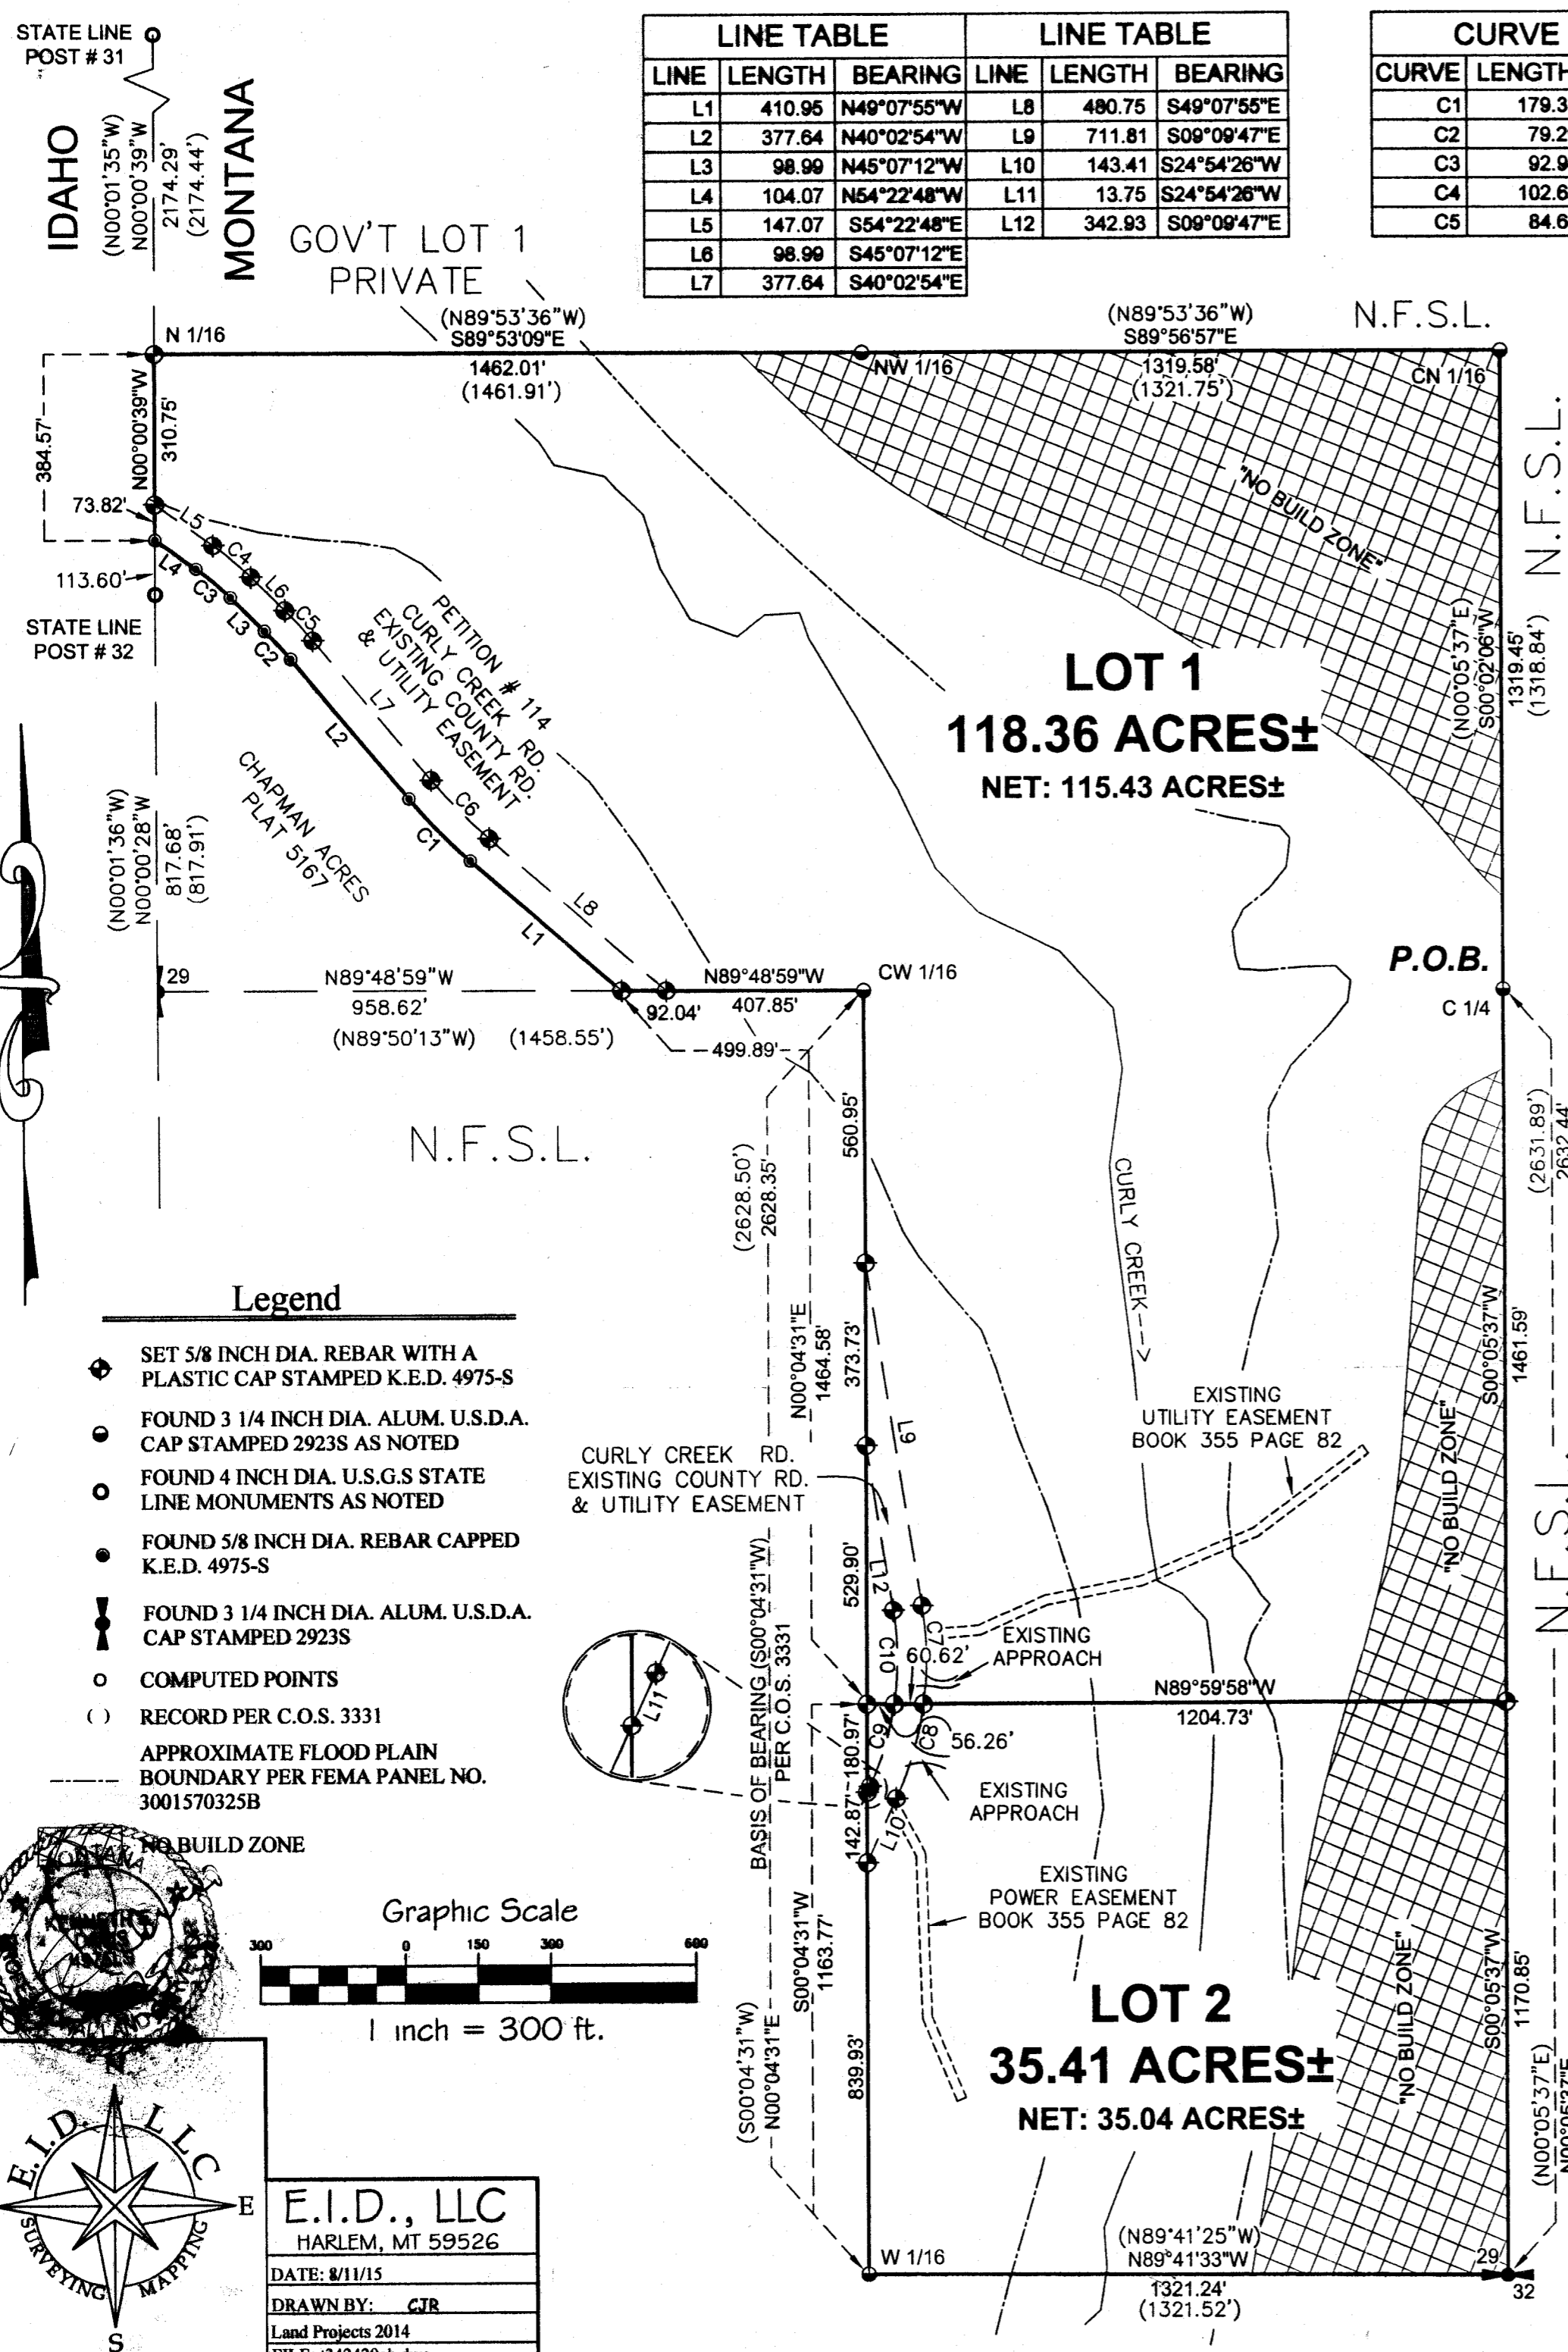 STATE LINE
POST # 31
IDAHO
(N00°01'35"W)
N00°00'39"W
2174.29'
(2174.44')
MONTANA
LINE TABLE
LINE LENGTH BEARING
L1 410.95 N49°07'55"W
L2 377.64 N40°02'54"W
L3 98.99 N45°07'12"W
L4 104.07 N54°22'48"W
L5 147.07 S54°22'48"E
L6 98.99 S45°07'12"E
L7 377.64 S40°02'54"E
LINE TABLE
LINE LENGTH BEARING
L8 480.75 S49°07'55"E
L9 711.81 S09°09'47"E
L10 143.41 S24°54'26"W
L11 13.75 S24°54'26"W
L12 342.93 S09°09'47"E
CURVE
CURVE LENGTH
C1 179.3
C2 79.2
C3 92.9
C4 102.6
C5 84.6
GOV'T LOT 1
PRIVATE
N 1/16
(N89°53'36"W)
S89°53'09"E
1462.01'
(1461.91')
(N89°53'36"W)
S89°56'57"E
1319.58'
(1321.75')
N.F.S.L.
NW 1/16
CN 1/16
N.F.S.L.
384.57'
N00°00'39"W
310.75'
73.82'
113.60'
STATE LINE
POST # 32
L5
C4
L6
C5
L4
C3
L3
C2
L7
L2
C6
C1
L8
L1
PETITION # 114
CURLY CREEK RD.
EXISTING COUNTY RD.
& UTILITY EASEMENT
CHAPMAN ACRES
PLAT 5167
"NO BUILD ZONE"
(N00°05'37"E)
S00°02'06"W
1319.45'
(1318.84')
LOT 1
118.36 ACRES±
NET: 115.43 ACRES±
(N00°01'36"W)
N00°00'28"W
817.68'
(817.91')
29
N89°48'59"W
958.62'
(N89°50'13"W) (1458.55')
N89°48'59"W
92.04'
407.85'
499.89'
CW 1/16
P.O.B.
C 1/4
N.F.S.L.
560.95'
(2628.50')
2628.35'
CURLY CREEK-->
(2631.89')
2632.44'
Legend
SET 5/8 INCH DIA. REBAR WITH A
PLASTIC CAP STAMPED K.E.D. 4975-S
FOUND 3 1/4 INCH DIA. ALUM. U.S.D.A.
CAP STAMPED 2923S AS NOTED
FOUND 4 INCH DIA. U.S.G.S STATE
LINE MONUMENTS AS NOTED
FOUND 5/8 INCH DIA. REBAR CAPPED
K.E.D. 4975-S
FOUND 3 1/4 INCH DIA. ALUM. U.S.D.A.
CAP STAMPED 2923S
COMPUTED POINTS
( ) RECORD PER C.O.S. 3331
APPROXIMATE FLOOD PLAIN
BOUNDARY PER FEMA PANEL NO.
3001570325B
NO BUILD ZONE
N00°04'31"E
1464.58'
373.73'
L9
CURLY CREEK RD.
EXISTING COUNTY RD.
& UTILITY EASEMENT
EXISTING
UTILITY EASEMENT
BOOK 355 PAGE 82
"NO BUILD ZONE"
S00°05'37"W
1461.59'
N.F.S.L.
529.90'
L12
C10
C7
60.62'
EXISTING
APPROACH
N89°59'58"W
1204.73'
BASIS OF BEARING (S00°04'31"W)
PER C.O.S. 3331
L11
180.97'
C9
C8
56.26'
142.87'
L10
EXISTING
APPROACH
EXISTING
POWER EASEMENT
BOOK 355 PAGE 82
S00°04'31"W
1163.77'
(S00°04'31"W)
N00°04'31"E
839.93'
LOT 2
35.41 ACRES±
NET: 35.04 ACRES±
"NO BUILD ZONE"
S00°05'37"W
1170.85'
(N00°05'37"E)
N00°05'37"E
Graphic Scale
300 0 150 300 600
1 inch = 300 ft.
MONTANA
KENNETH E.
DAVIS
N
E.I.D. LLC
E
SURVEYING MAPPING
S
E.I.D., LLC
HARLEM, MT 59526
DATE: 8/11/15
DRAWN BY: CJR
Land Projects 2014
W 1/16
(N89°41'25"W)
N89°41'33"W
1321.24'
(1321.52')
29
32